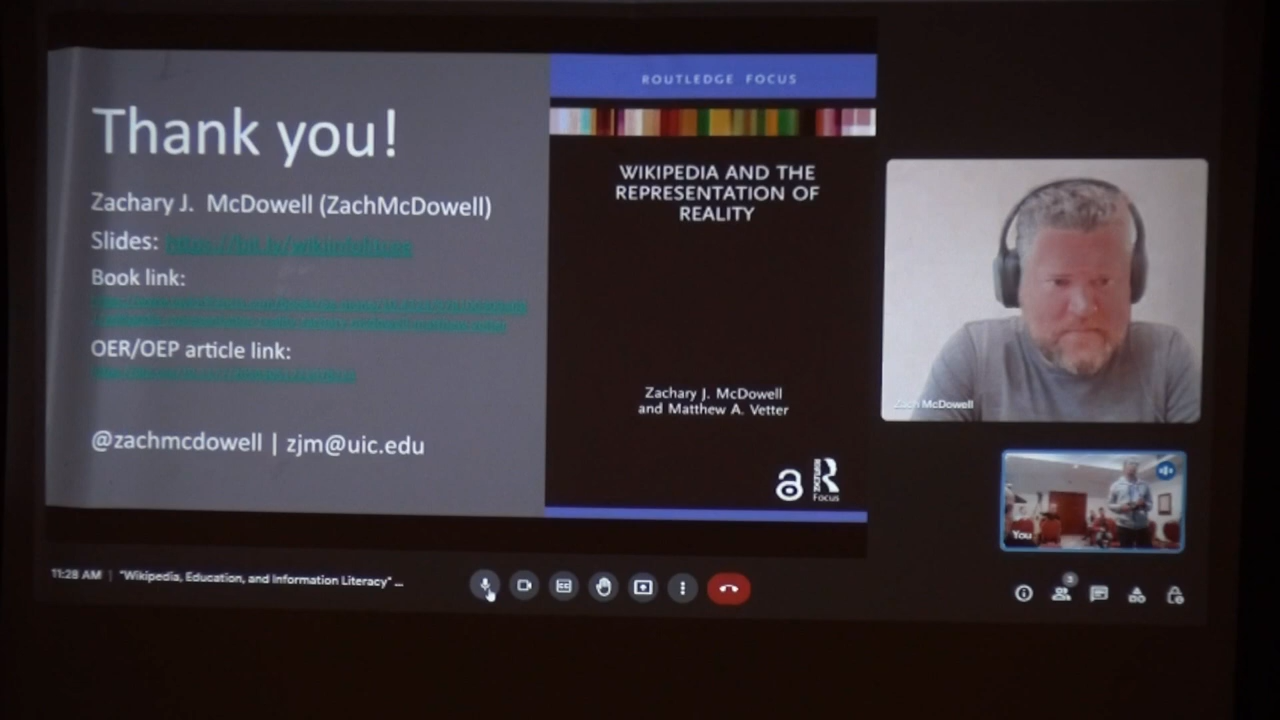 Thank you!
Zachary J. McDowell (ZachMcDowell)
Slides:
Book link:
OER/OEP article link:
@zachmcdowell | zjm@uic.edu
ROUTLEDGE FOCUS
WIKIPEDIA AND THE
REPRESENTATION OF
REALITY
Zachary J. McDowell
and Matthew A. Vetter
Focus
Zach McDowell
You
11:28 AM | "Wikipedia, Education, and Information Literacy" ...
CC
3